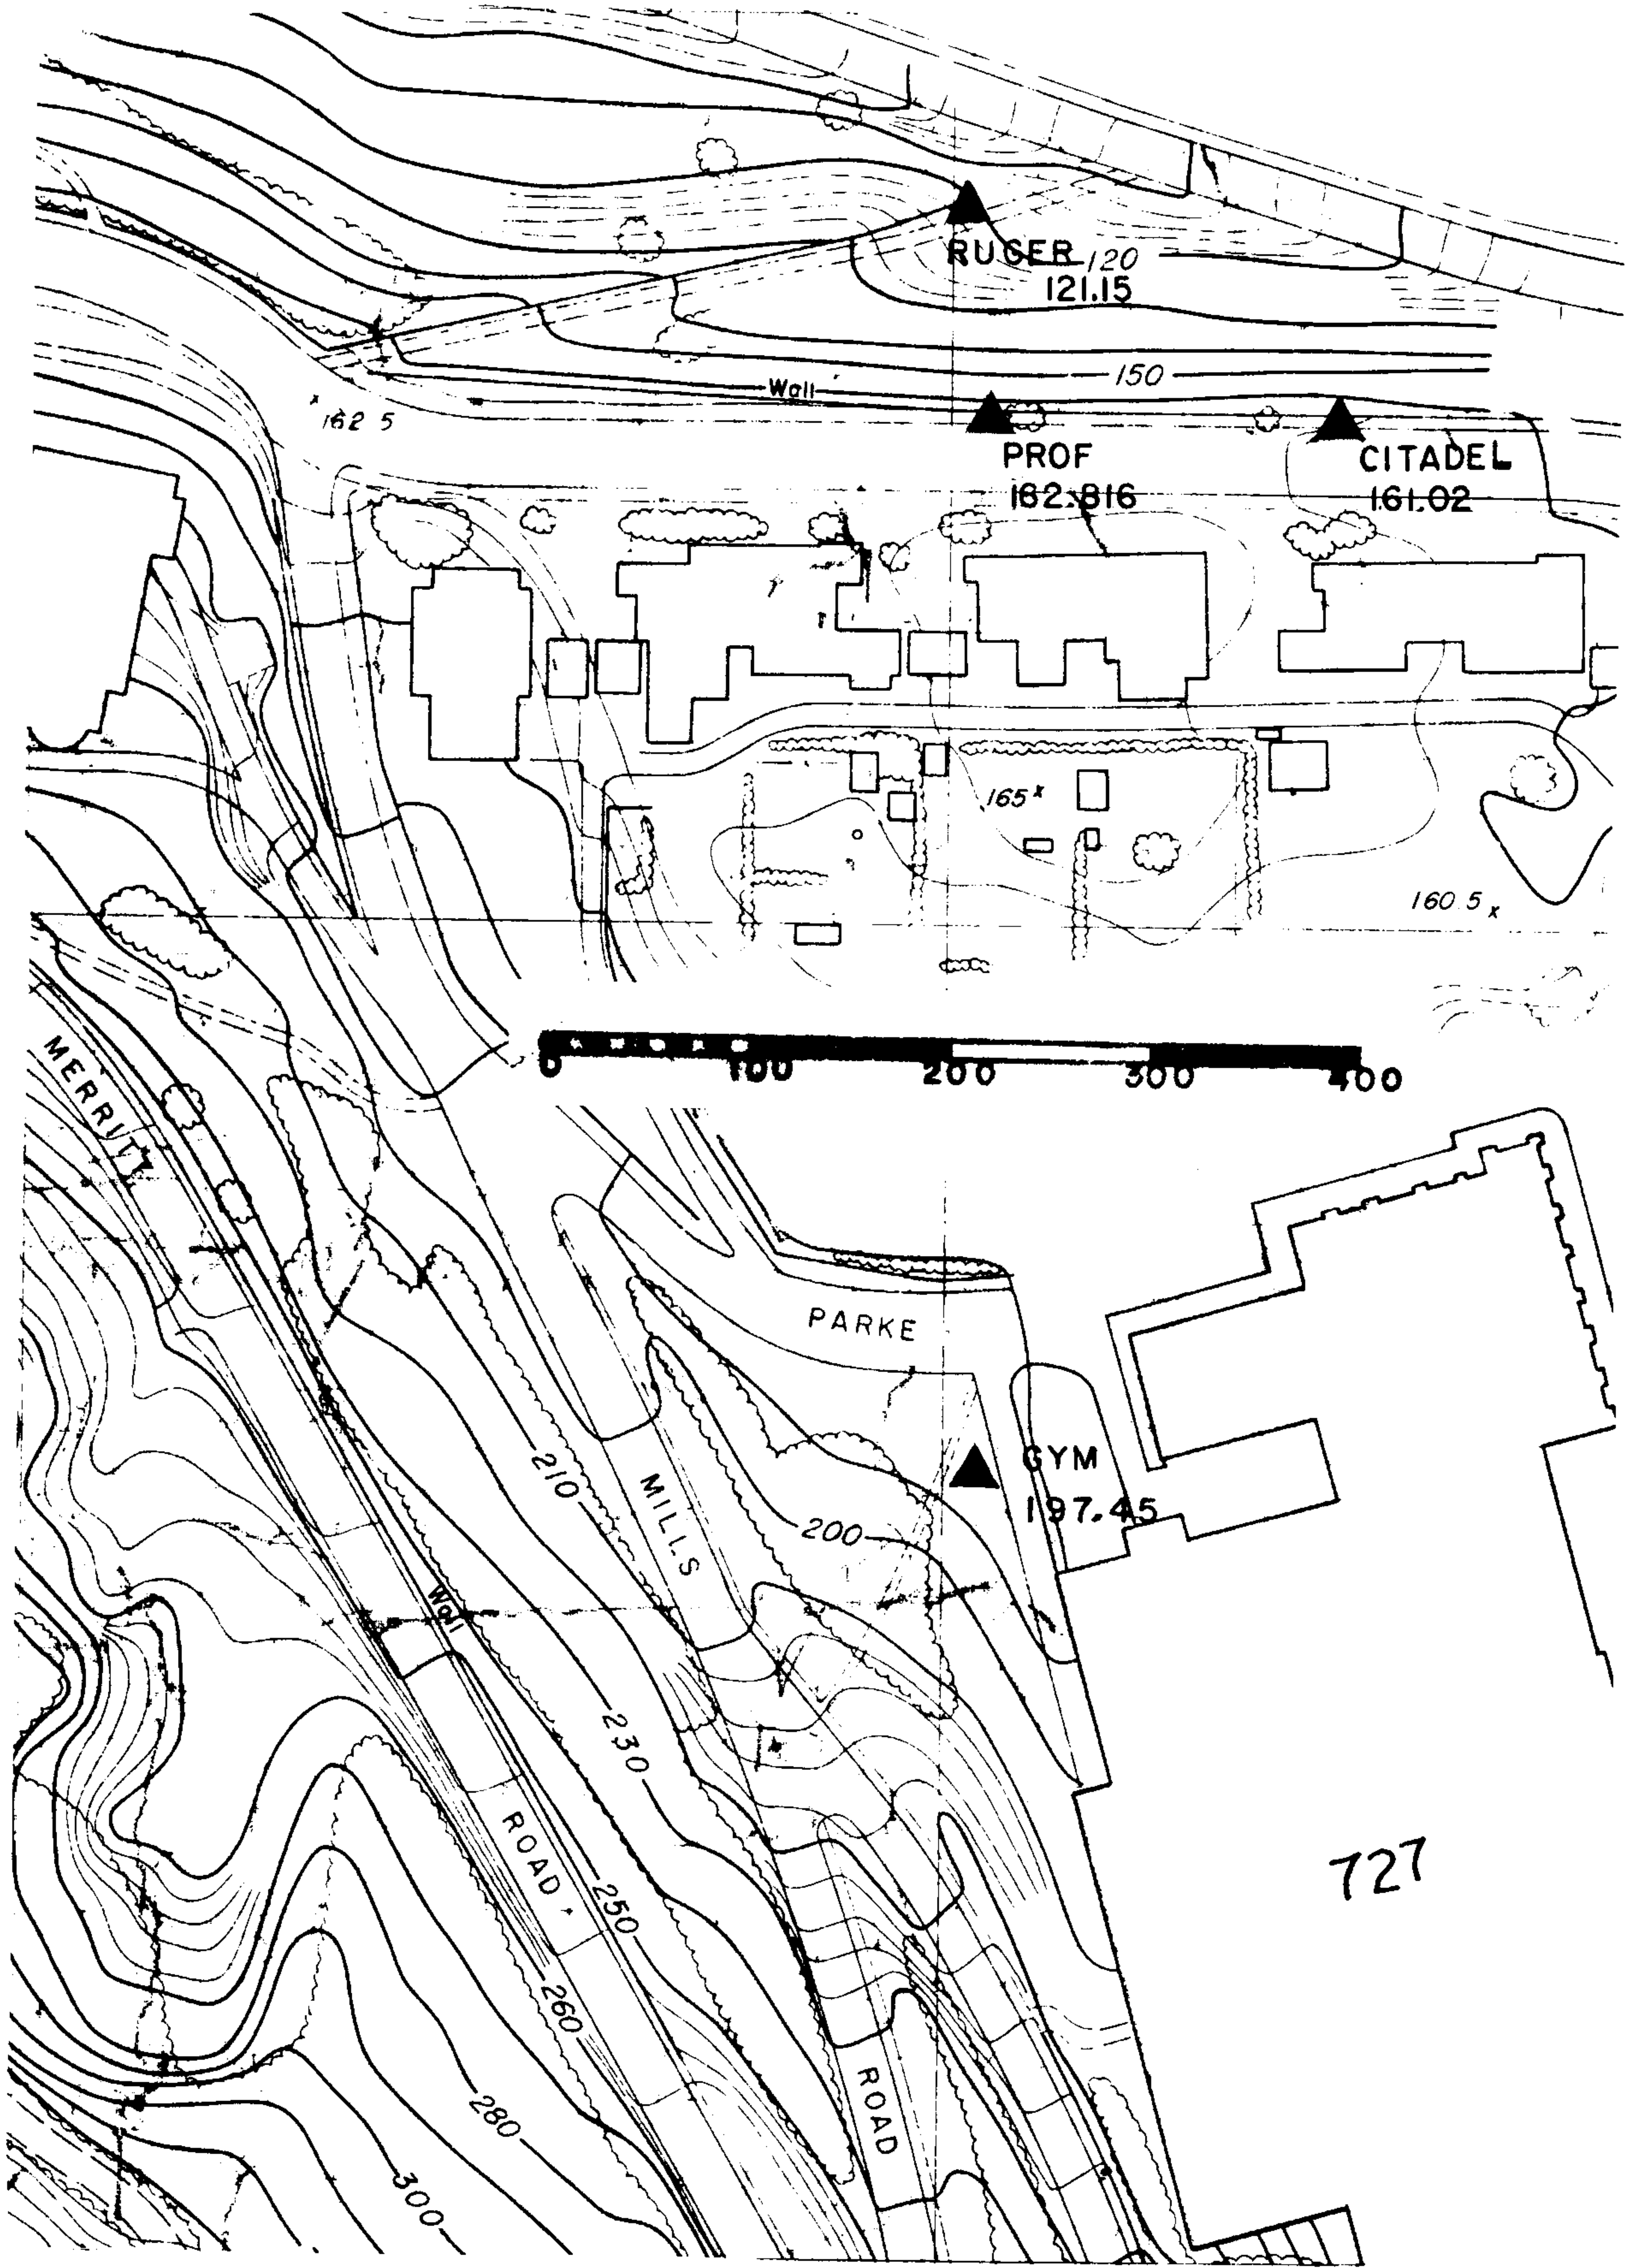 RUGER 120
121.15
150
Wall
162 5
PROF
162.816
CITADEL
161.02
165 x
160.5 x
MERRITT
0 100 200 300 400
PARKE
210
MILLS
GYM
197.45
200
Wall
230
ROAD
250
727
260
ROAD
280
300